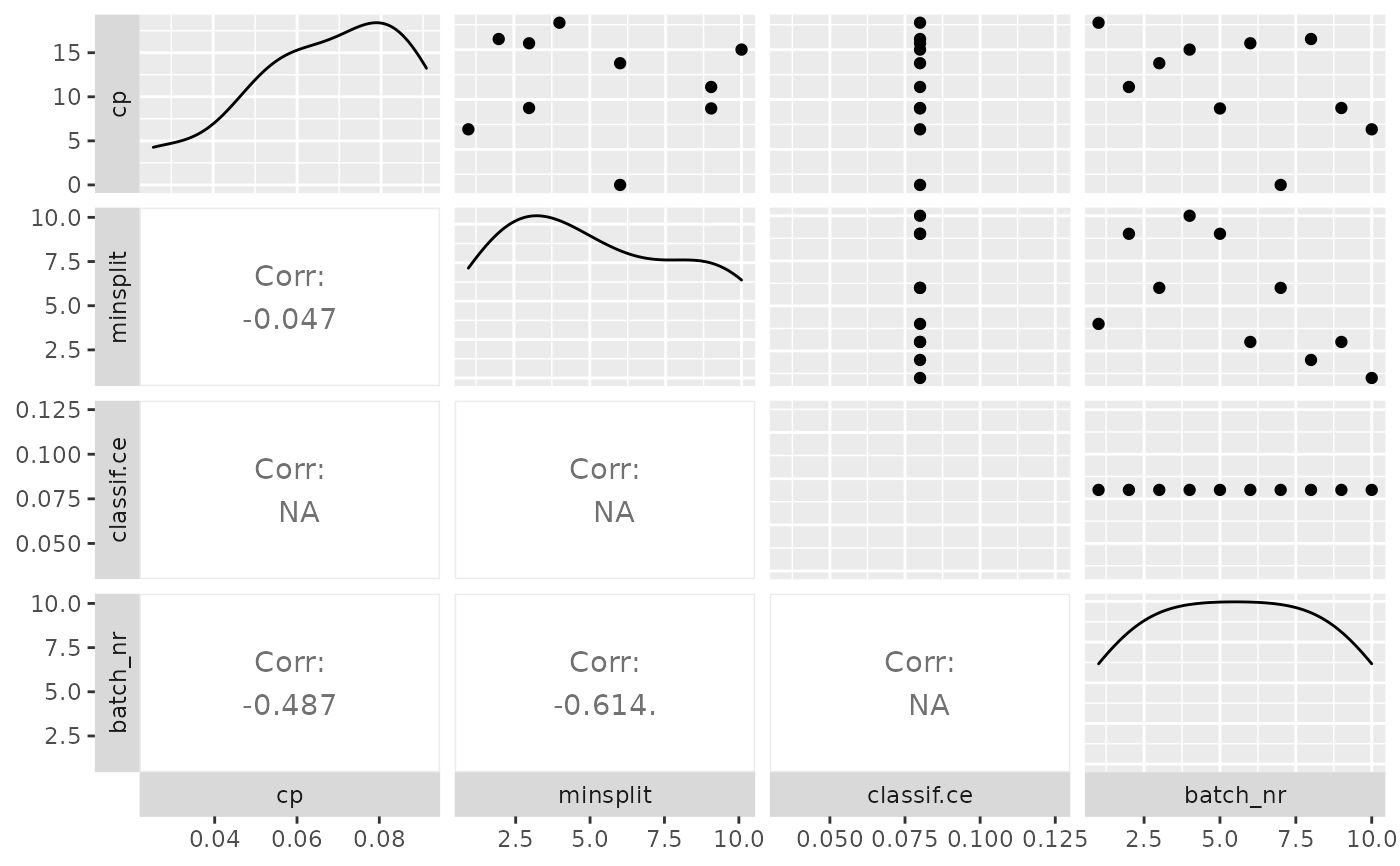 15
10
5
0
cp
10.0
7.5
5.0
2.5
minsplit
Corr:
-0.047
0.125
0.100
0.075
0.050
classif.ce
Corr:
NA
Corr:
NA
10.0
7.5
5.0
2.5
batch_nr
Corr:
-0.487
Corr:
-0.614.
Corr:
NA
cp minsplit classif.ce batch_nr
0.04 0.06 0.08 2.5 5.0 7.5 10.0 0.050 0.075 0.100 0.125 2.5 5.0 7.5 10.0